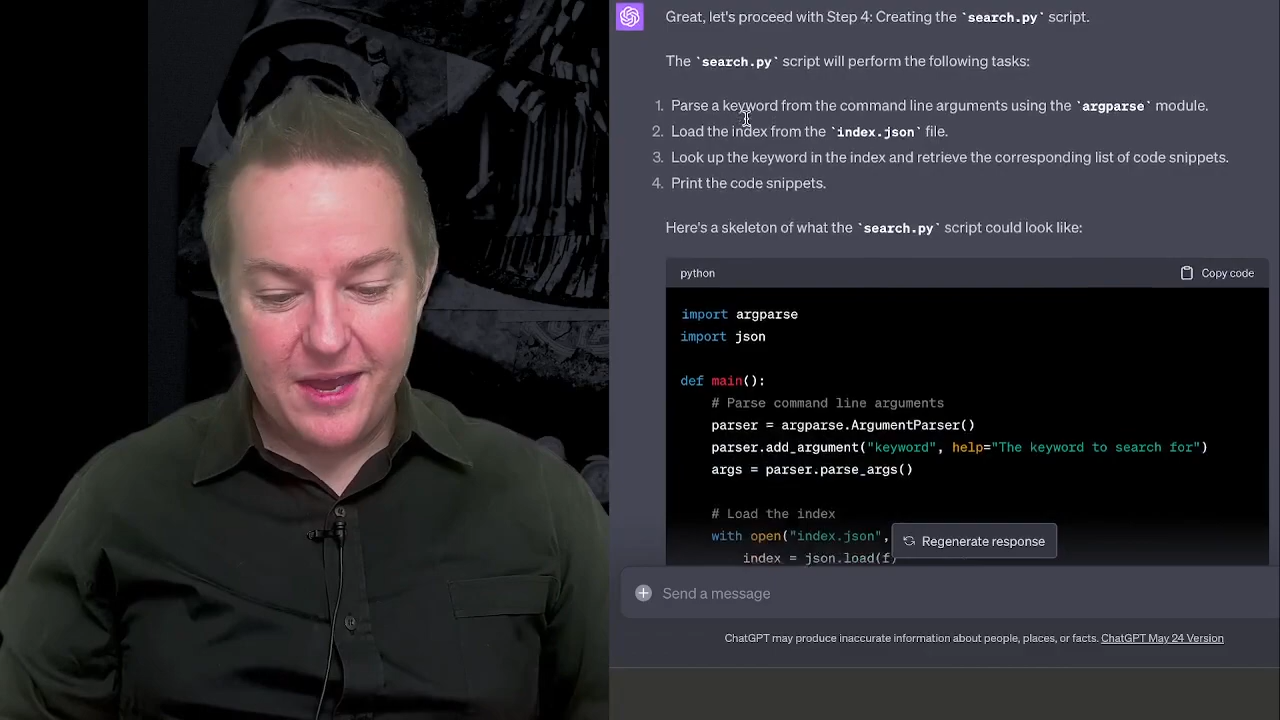 Great, let's proceed with Step 4: Creating the `search.py` script.
The `search.py` script will perform the following tasks:
1. Parse a keyword from the command line arguments using the `argparse` module.
2. Load the index from the `index.json` file.
3. Look up the keyword in the index and retrieve the corresponding list of code snippets.
4. Print the code snippets.
Here's a skeleton of what the `search.py` script could look like:
python
Copy code
import argparse
import json
def main():
# Parse command line arguments
parser = argparse.ArgumentParser()
parser.add_argument("keyword", help="The keyword to search for")
args = parser.parse_args()
# Load the index
with open("index.json",
Regenerate response
index = json.load(f)
Send a message
ChatGPT may produce inaccurate information about people, places, or facts. ChatGPT May 24 Version